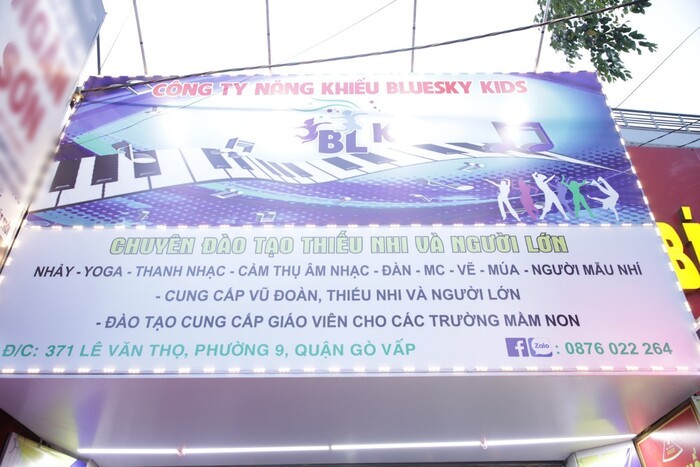 NGÂN
SƠN
CÔNG TY NĂNG KHIẾU BLUESKY KIDS
BL K
CHUYÊN ĐÀO TẠO THIẾU NHI VÀ NGƯỜI LỚN
NHẢY - YOGA - THANH NHẠC - CẢM THỤ ÂM NHẠC - ĐÀN - MC - VẼ - MÚA - NGƯỜI MẪU NHÍ
- CUNG CẤP VŨ ĐOÀN, THIẾU NHI VÀ NGƯỜI LỚN
- ĐÀO TẠO CUNG CẤP GIÁO VIÊN CHO CÁC TRƯỜNG MẦM NON
Đ/C: 371 LÊ VĂN THỌ, PHƯỜNG 9, QUẬN GÒ VẤP f Zalo : 0876 022 264